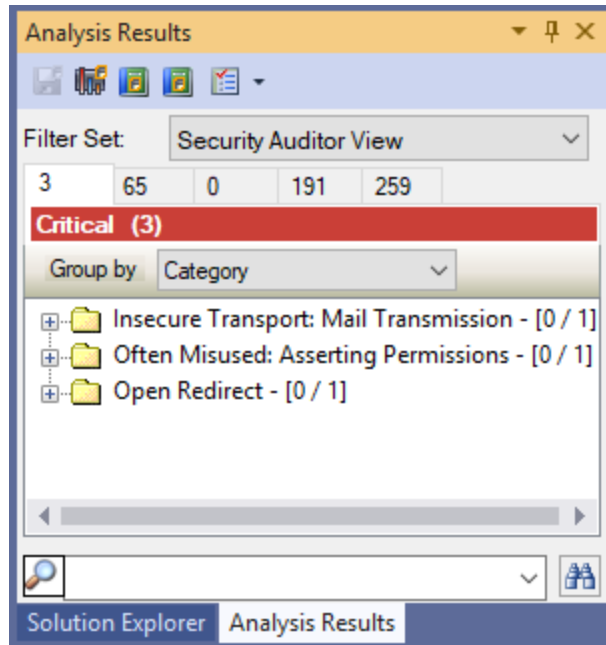 Analysis Results
Filter Set: Security Auditor View
3 65 0 191 259
Critical (3)
Group by Category
Insecure Transport: Mail Transmission - [0 / 1]
Often Misused: Asserting Permissions - [0 / 1]
Open Redirect - [0 / 1]
Solution Explorer Analysis Results